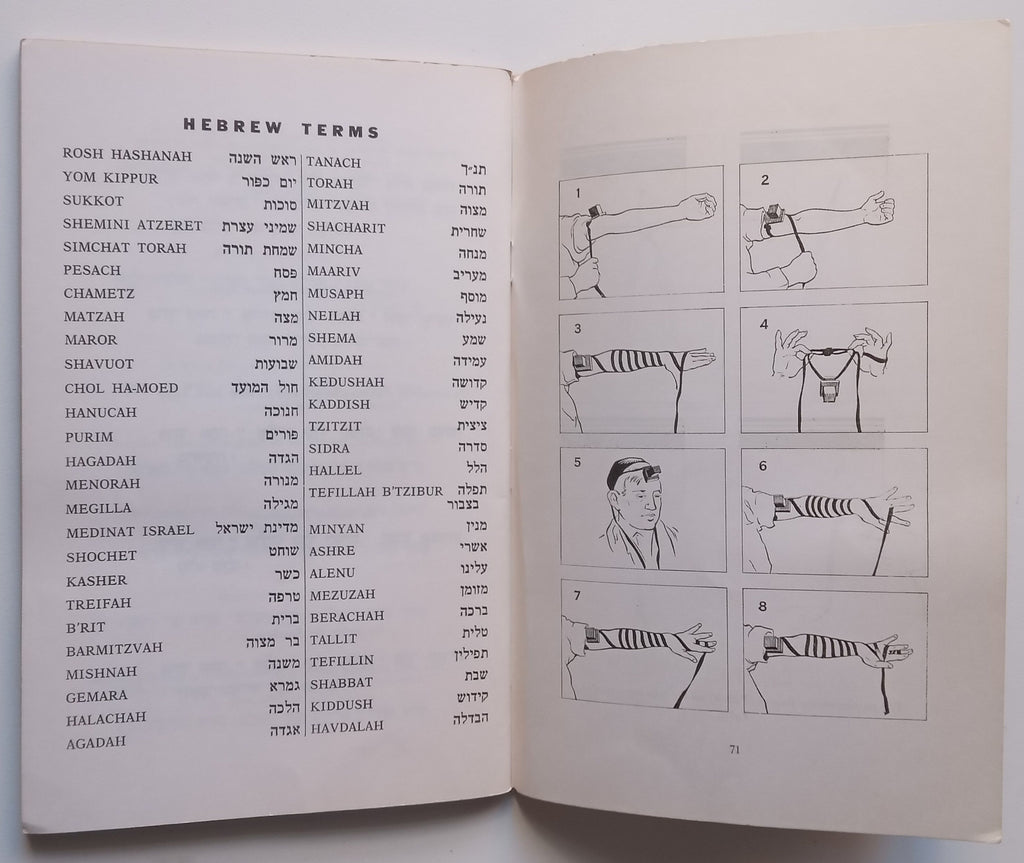 HEBREW TERMS
ROSH HASHANAH ראש השנה
YOM KIPPUR יום כפור
SUKKOT סוכות
SHEMINI ATZERET שמיני עצרת
SIMCHAT TORAH שמחת תורה
PESACH פסח
CHAMETZ חמץ
MATZAH מצה
MAROR מרור
SHAVUOT שבועות
CHOL HA-MOED חול המועד
HANUCAH חנוכה
PURIM פורים
HAGADAH הגדה
MENORAH מנורה
MEGILLA מגילה
MEDINAT ISRAEL מדינת ישראל
SHOCHET שוחט
KASHER כשר
TREIFAH טרפה
B'RIT ברית
BARMITZVAH בר מצוה
MISHNAH משנה
GEMARA גמרא
HALACHAH הלכה
AGADAH אגדה
TANACH תנ״ך
TORAH תורה
MITZVAH מצוה
SHACHARIT שחרית
MINCHA מנחה
MAARIV מעריב
MUSAPH מוסף
NEILAH נעילה
SHEMA שמע
AMIDAH עמידה
KEDUSHAH קדושה
KADDISH קדיש
TZITZIT ציצית
SIDRA סדרה
HALLEL הלל
TEFILLAH B'TZIBUR תפלה
בצבור
MINYAN מנין
ASHRE אשרי
ALENU עלינו
MEZUZAH מזומן
BERACHAH ברכה
TALLIT טלית
TEFILLIN תפילין
SHABBAT שבת
KIDDUSH קידוש
HAVDALAH הבדלה
1
2
3
4
5
6
7
8
71